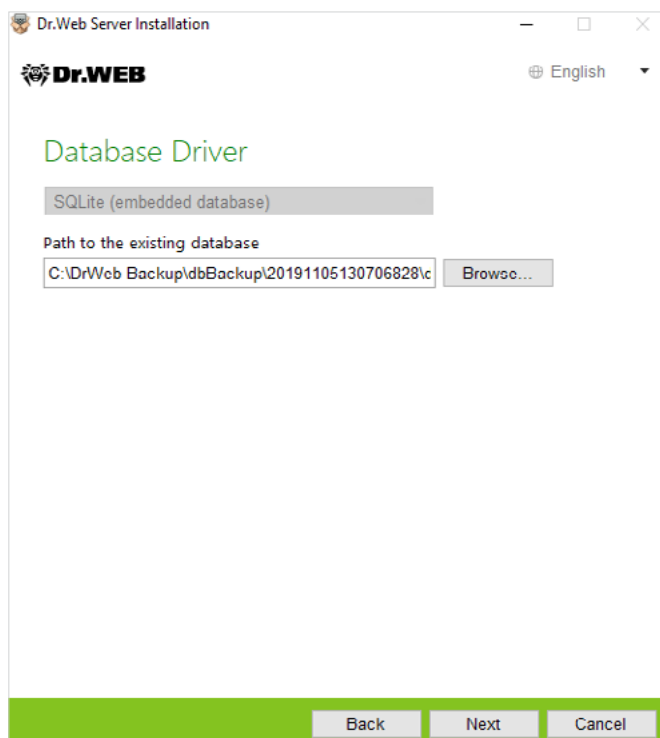 Dr.Web Server Installation
Dr.WEB
English
Database Driver
SQLite (embedded database)
Path to the existing database
C:\DrWeb Backup\dbBackup\20191105130706828\c
Browse...
Back Next Cancel